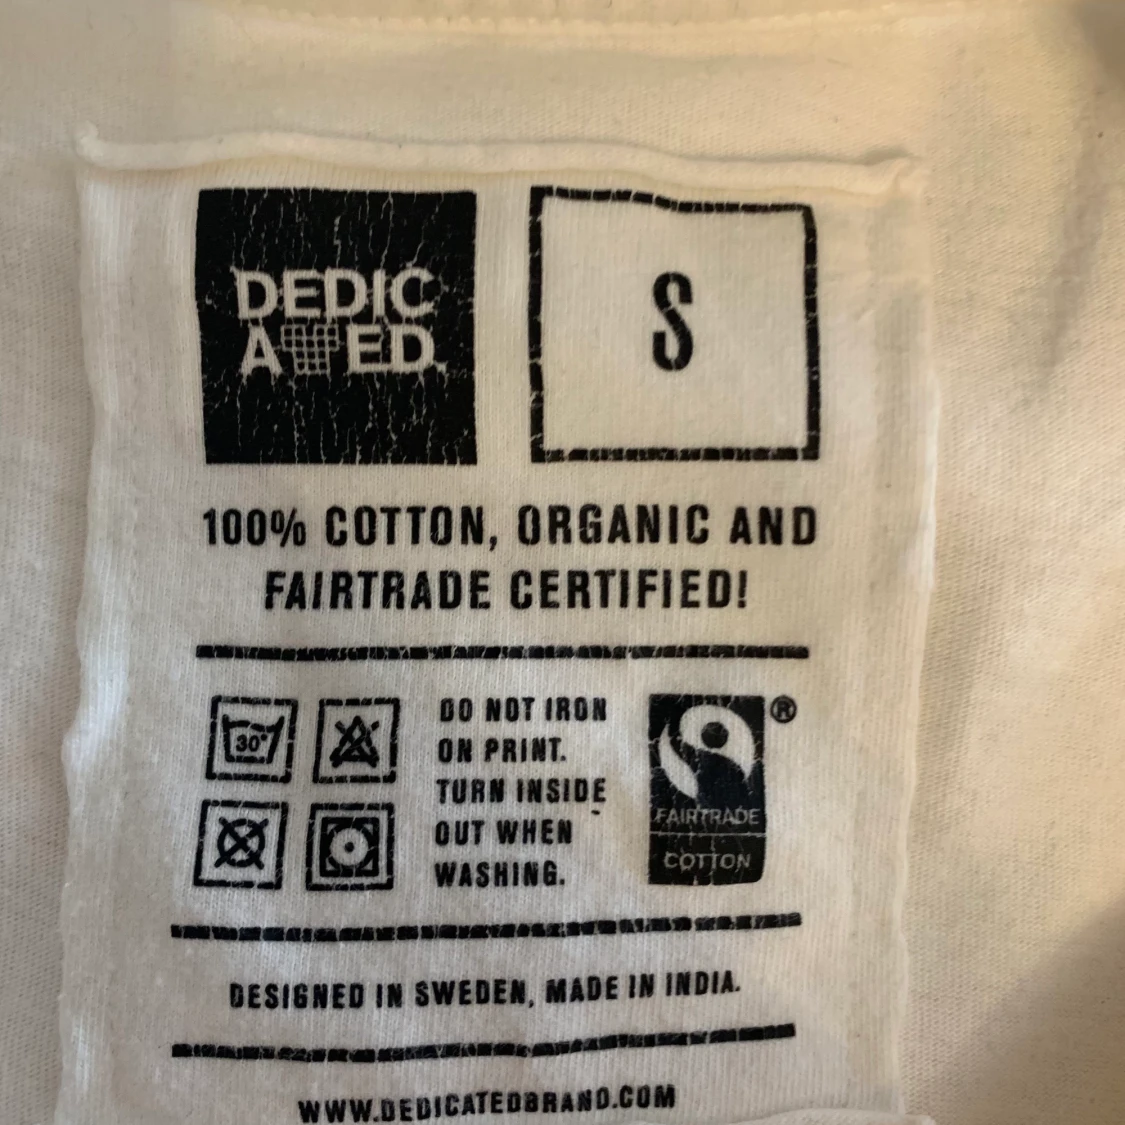 DEDIC
ATED.
S
100% COTTON, ORGANIC AND
FAIRTRADE CERTIFIED!
30°
DO NOT IRON
ON PRINT.
TURN INSIDE
OUT WHEN
WASHING.
®
FAIRTRADE
COTTON
DESIGNED IN SWEDEN, MADE IN INDIA.
WWW.DEDICATEDBRAND.COM